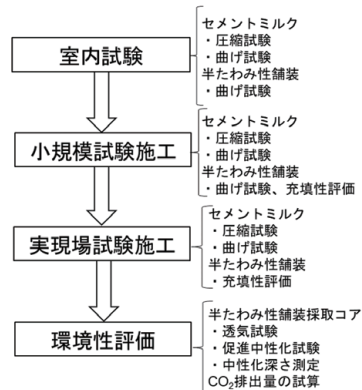 室内試験
セメントミルク
・圧縮試験
・曲げ試験
半たわみ性舗装
・曲げ試験
小規模試験施工
セメントミルク
・圧縮試験
・曲げ試験
半たわみ性舗装
・曲げ試験、充填性評価
実現場試験施工
セメントミルク
・圧縮試験
・曲げ試験
半たわみ性舗装
・充填性評価
環境性評価
半たわみ性舗装採取コア
・透気試験
・促進中性化試験
・中性化深さ測定
CO₂排出量の試算